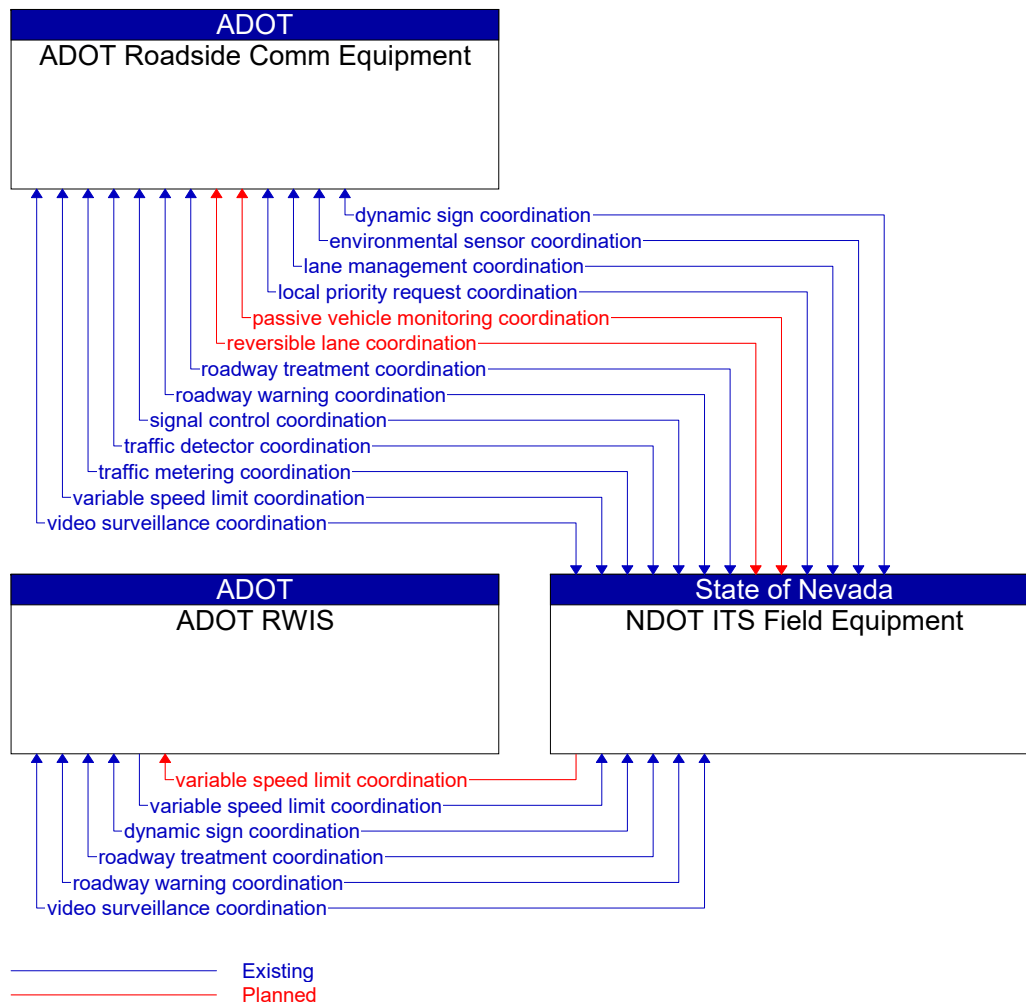 ADOT
ADOT Roadside Comm Equipment
dynamic sign coordination
environmental sensor coordination
lane management coordination
local priority request coordination
passive vehicle monitoring coordination
reversible lane coordination
roadway treatment coordination
roadway warning coordination
signal control coordination
traffic detector coordination
traffic metering coordination
variable speed limit coordination
video surveillance coordination
ADOT
ADOT RWIS
State of Nevada
NDOT ITS Field Equipment
variable speed limit coordination
variable speed limit coordination
dynamic sign coordination
roadway treatment coordination
roadway warning coordination
video surveillance coordination
Existing
Planned